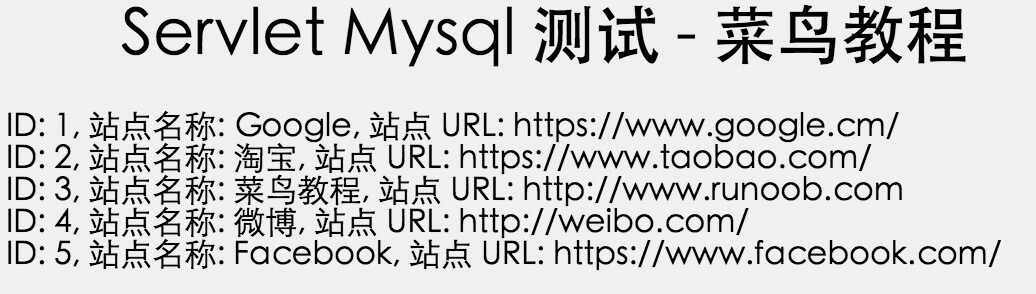 Servlet Mysql 测试 - 菜鸟教程
ID: 1, 站点名称: Google, 站点 URL: https://www.google.cm/
ID: 2, 站点名称: 淘宝, 站点 URL: https://www.taobao.com/
ID: 3, 站点名称: 菜鸟教程, 站点 URL: http://www.runoob.com
ID: 4, 站点名称: 微博, 站点 URL: http://weibo.com/
ID: 5, 站点名称: Facebook, 站点 URL: https://www.facebook.com/